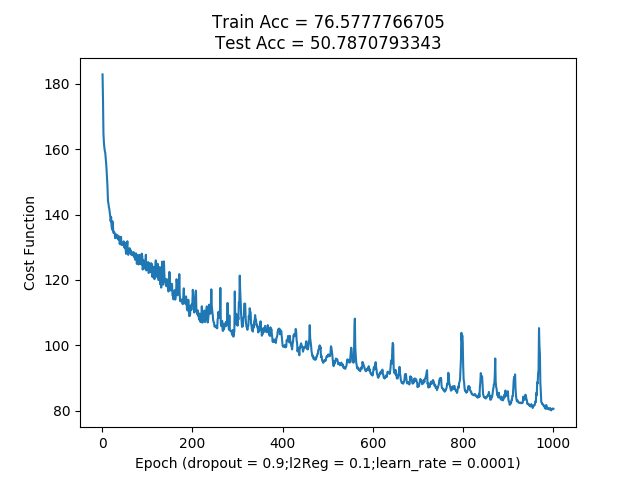 Train Acc = 76.5777766705
Test Acc = 50.7870793343
180
160
140
120
100
80
Cost Function
0 200 400 600 800 1000
Epoch (dropout = 0.9;l2Reg = 0.1;learn_rate = 0.0001)